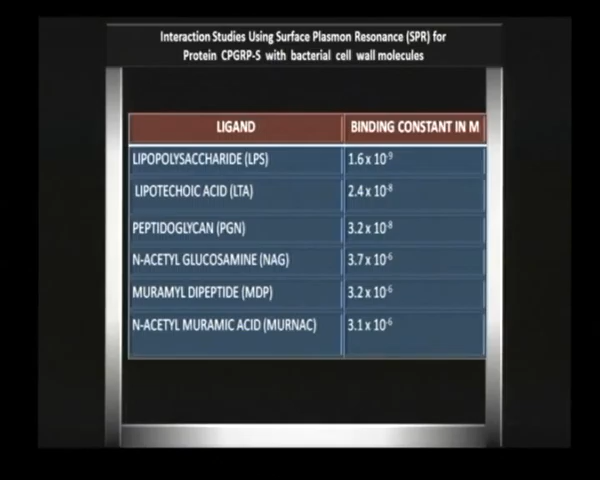 Interaction Studies Using Surface Plasmon Resonance (SPR) for
Protein CPGRP-S with bacterial cell wall molecules
LIGAND BINDING CONSTANT IN M
LIPOPOLYSACCHARIDE (LPS) 1.6 x 10⁻⁹
LIPOTECHOIC ACID (LTA) 2.4 x 10⁻⁸
PEPTIDOGLYCAN (PGN) 3.2 x 10⁻⁸
N-ACETYL GLUCOSAMINE (NAG) 3.7 x 10⁻⁶
MURAMYL DIPEPTIDE (MDP) 3.2 x 10⁻⁶
N-ACETYL MURAMIC ACID (MURNAC) 3.1 x 10⁻⁶